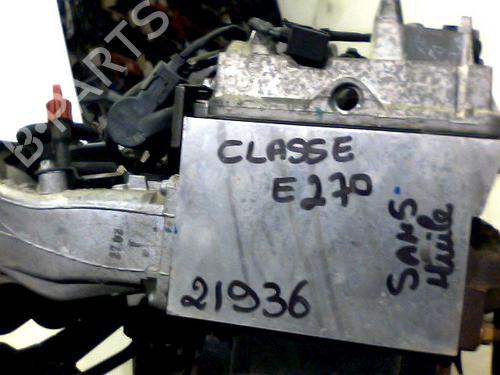 B-PARTS
CLASSE
E270
SANS
Huile
21936